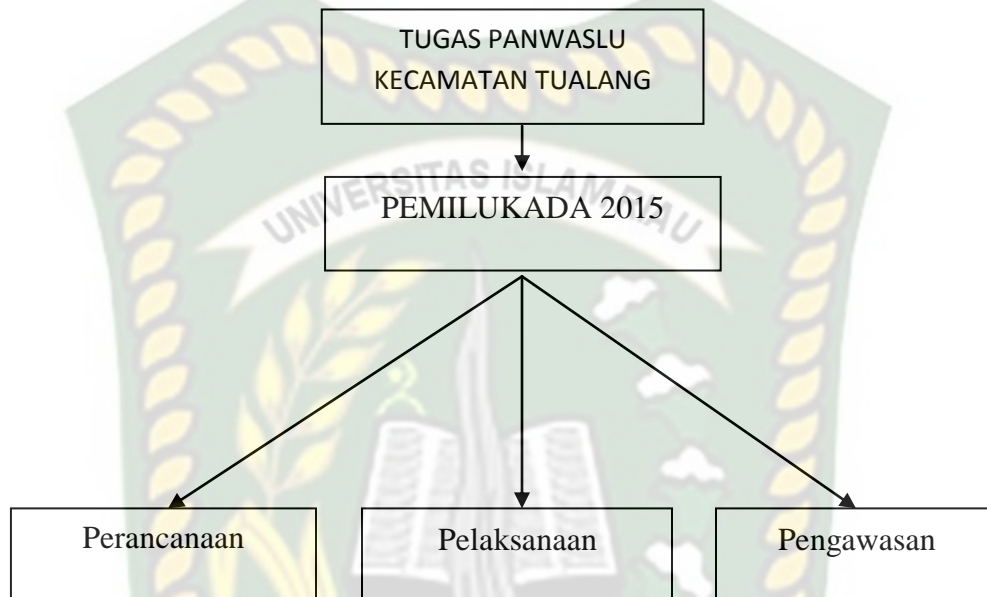 TUGAS PANWASLU
KECAMATAN TUALANG
UNIVERSITAS ISLAM RIAU
PEMILUKADA 2015
Perancanaan
Pelaksanaan
Pengawasan